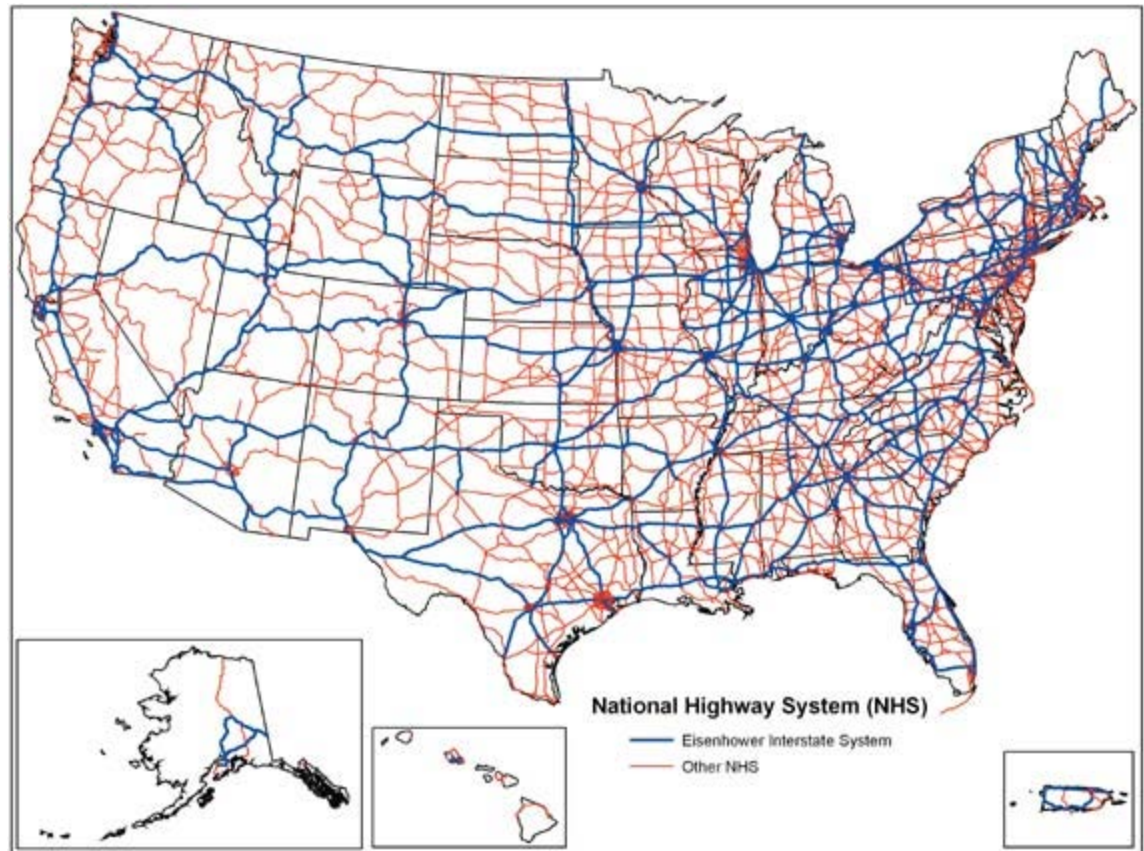 National Highway System (NHS)
Eisenhower Interstate System
Other NHS